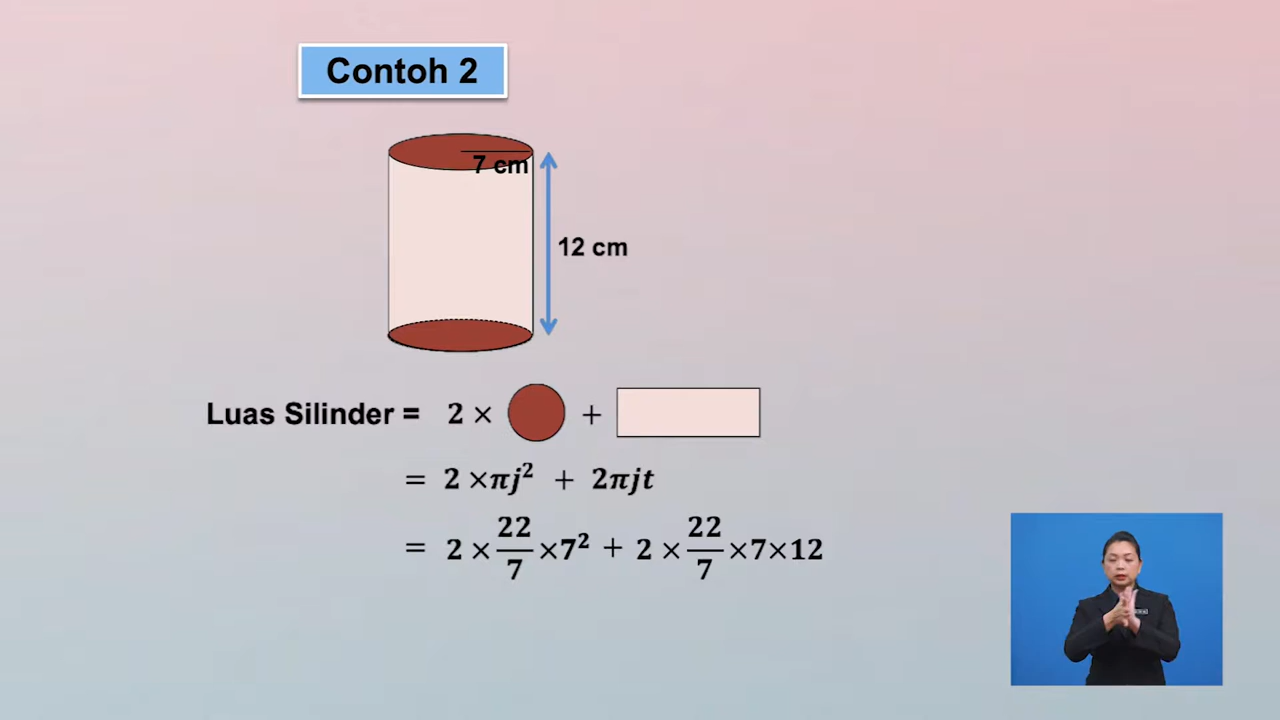 Contoh 2
7 cm
12 cm
Luas Silinder = 2 × +
= 2 ×πj² + 2πjt
= 2 × 22/7 ×7² + 2 × 22/7 ×7×12